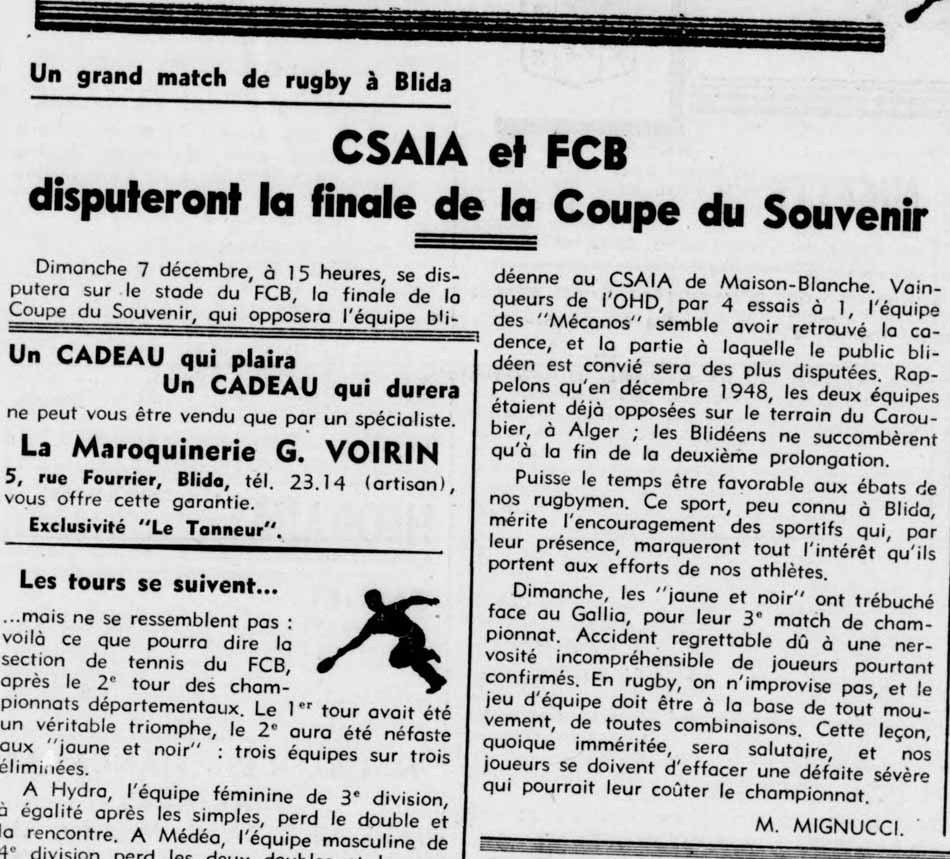 Un grand match de rugby à Blida
CSAIA et FCB
disputeront la finale de la Coupe du Souvenir
Dimanche 7 décembre, à 15 heures, se dis-
putera sur le stade du FCB, la finale de la
Coupe du Souvenir, qui opposera l'équipe bli-
déenne au CSAIA de Maison-Blanche. Vain-
queurs de l'OHD, par 4 essais à 1, l'équipe
des "Mécanos" semble avoir retrouvé la ca-
dence, et la partie à laquelle le public bli-
déen est convié sera des plus disputées. Rap-
pelons qu'en décembre 1948, les deux équipes
étaient déjà opposées sur le terrain du Carou-
bier, à Alger ; les Blidéens ne succombèrent
qu'à la fin de la deuxième prolongation.
Puisse le temps être favorable aux ébats de
nos rugbymen. Ce sport, peu connu à Blida,
mérite l'encouragement des sportifs qui, par
leur présence, marqueront tout l'intérêt qu'ils
portent aux efforts de nos athlètes.
Dimanche, les "jaune et noir" ont trébuché
face au Gallia, pour leur 3e match de cham-
pionnat. Accident regrettable dû à une ner-
vosité incompréhensible de joueurs pourtant
confirmés. En rugby, on n'improvise pas, et le
jeu d'équipe doit être à la base de tout mou-
vement, de toutes combinaisons. Cette leçon,
quoique imméritée, sera salutaire, et nos
joueurs se doivent d'effacer une défaite sévère
qui pourrait leur coûter le championnat.
M. MIGNUCCI.
Un CADEAU qui plaira
Un CADEAU qui durera
ne peut vous être vendu que par un spécialiste.
La Maroquinerie G. VOIRIN
5, rue Fourrier, Blida, tél. 23.14 (artisan),
vous offre cette garantie.
Exclusivité "Le Tanneur".
Les tours se suivent...
...mais ne se ressemblent pas :
voilà ce que pourra dire la
section de tennis du FCB,
après le 2e tour des cham-
pionnats départementaux. Le 1er tour avait été
un véritable triomphe, le 2e aura été néfaste
aux "jaune et noir" : trois équipes sur trois
éliminées.
A Hydra, l'équipe féminine de 3e division,
à égalité après les simples, perd le double et
la rencontre. A Médéa, l'équipe masculine de
4e division perd les deux doubles